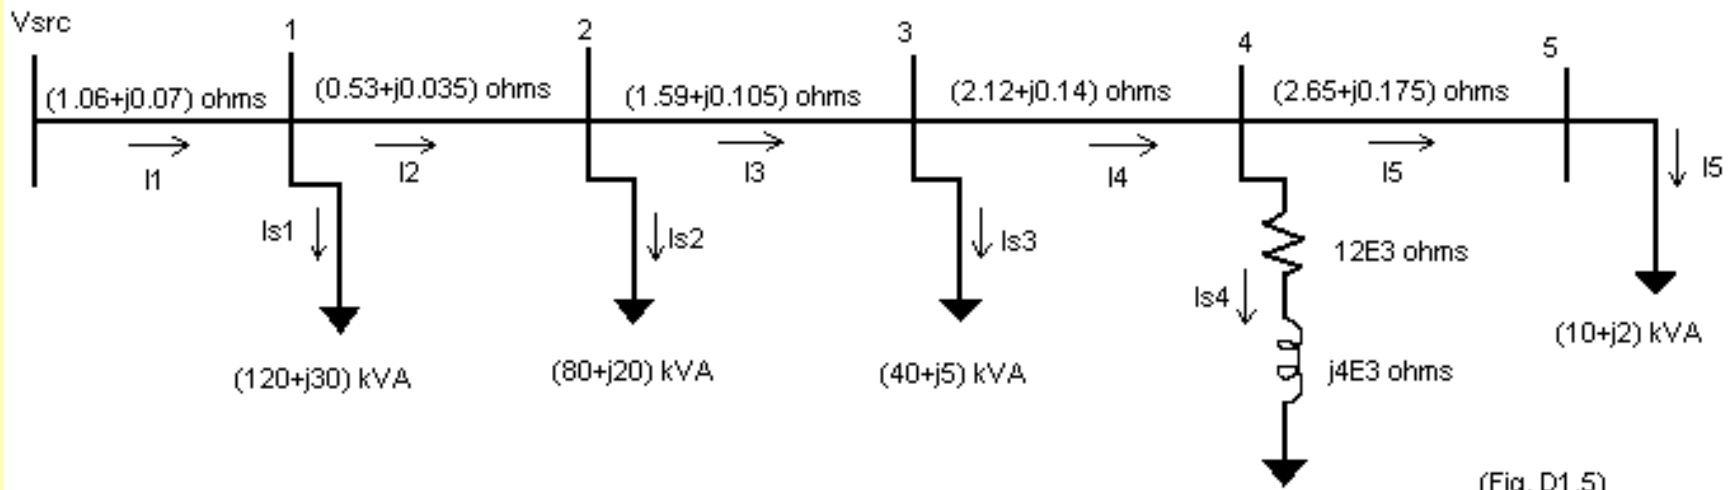 Vsrc
1
2
3
4
5
(1.06+j0.07) ohms
(0.53+j0.035) ohms
(1.59+j0.105) ohms
(2.12+j0.14) ohms
(2.65+j0.175) ohms
I1
I2
I3
I4
I5
I5
Is1
Is2
Is3
Is4
12E3 ohms
j4E3 ohms
(120+j30) kVA
(80+j20) kVA
(40+j5) kVA
(10+j2) kVA
(Fig. D1.5)